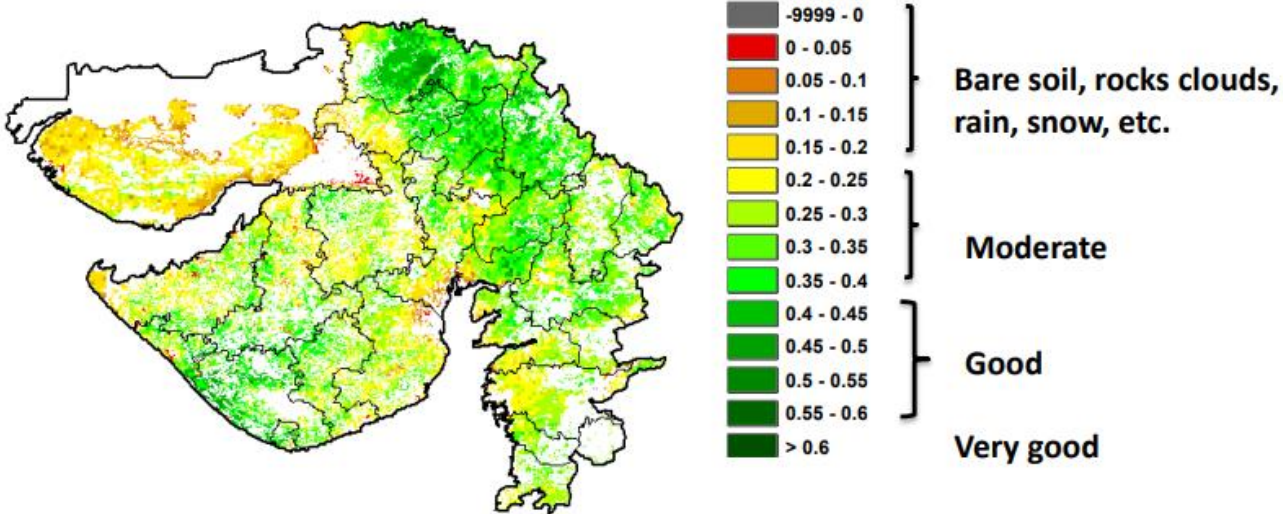 -9999 - 0
0 - 0.05
0.05 - 0.1
0.1 - 0.15
0.15 - 0.2
0.2 - 0.25
0.25 - 0.3
0.3 - 0.35
0.35 - 0.4
0.4 - 0.45
0.45 - 0.5
0.5 - 0.55
0.55 - 0.6
> 0.6
Bare soil, rocks clouds,
rain, snow, etc.
Moderate
Good
Very good